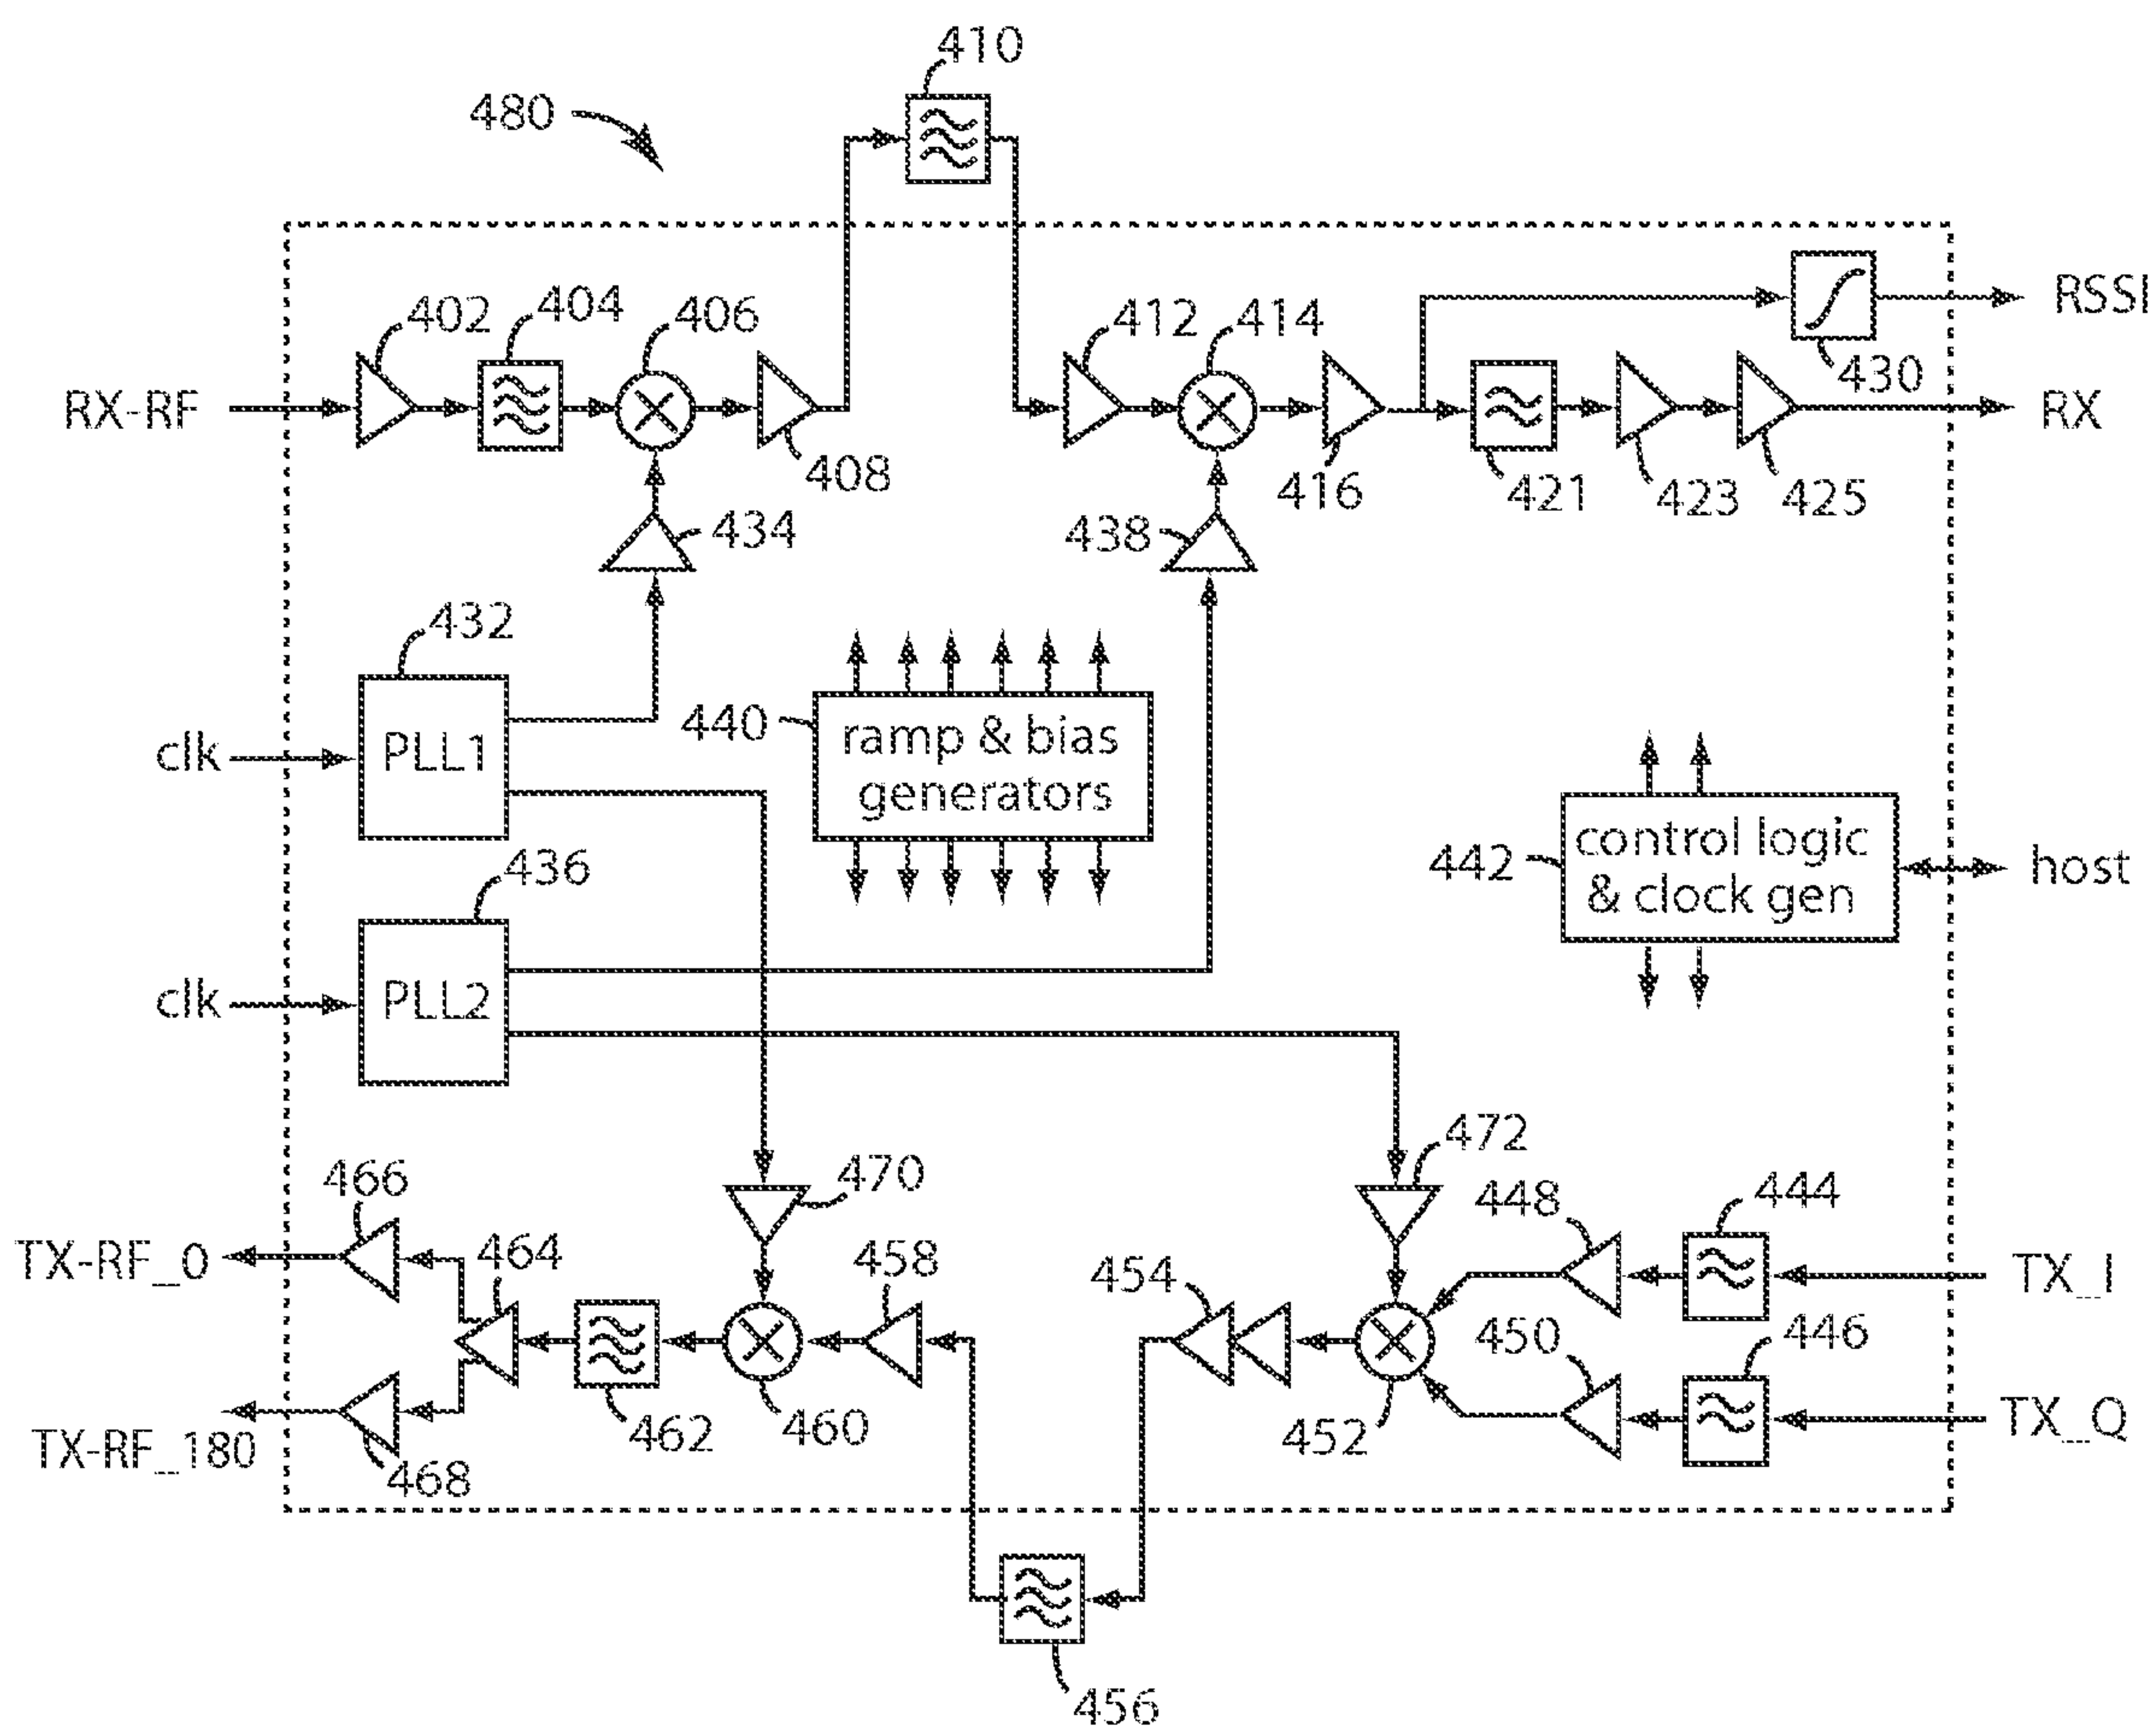 410
480
402
404
406
412
414
RSSI
430
RX-RF
RX
408
416
421
423
425
434
438
432
440
ramp & bias
generators
clk
PLL1
442
control logic
& clock gen
host
436
clk
PLL2
472
466
470
448
444
TX-RF_0
464
458
454
TX_I
450
446
TX-RF_180
468
462
460
452
TX_Q
456